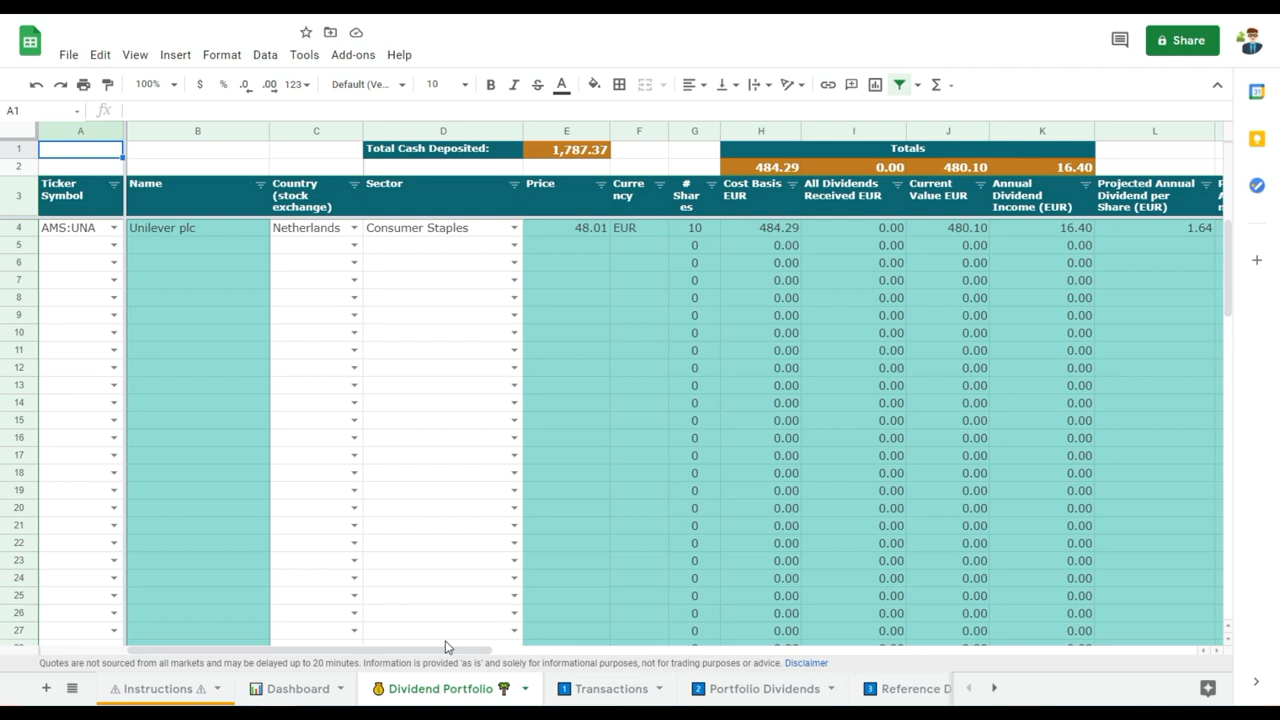 File Edit View Insert Format Data Tools Add-ons Help
Share
100% $ % .0 .00 123 Default (Ve... 10 B I S A Σ
A1 fx
A B C D E F G H I J K L
1 Total Cash Deposited: 1,787.37 Totals
2 484.29 0.00 480.10 16.40
3 Ticker Symbol Name Country (stock exchange) Sector Price Curre ncy # Shar es Cost Basis EUR All Dividends Received EUR Current Value EUR Annual Dividend Income (EUR) Projected Annual Dividend per Share (EUR)
4 AMS:UNA Unilever plc Netherlands Consumer Staples 48.01 EUR 10 484.29 0.00 480.10 16.40 1.64
5 0 0.00 0.00 0.00 0.00
6 0 0.00 0.00 0.00 0.00
7 0 0.00 0.00 0.00 0.00
8 0 0.00 0.00 0.00 0.00
9 0 0.00 0.00 0.00 0.00
10 0 0.00 0.00 0.00 0.00
11 0 0.00 0.00 0.00 0.00
12 0 0.00 0.00 0.00 0.00
13 0 0.00 0.00 0.00 0.00
14 0 0.00 0.00 0.00 0.00
15 0 0.00 0.00 0.00 0.00
16 0 0.00 0.00 0.00 0.00
17 0 0.00 0.00 0.00 0.00
18 0 0.00 0.00 0.00 0.00
19 0 0.00 0.00 0.00 0.00
20 0 0.00 0.00 0.00 0.00
21 0 0.00 0.00 0.00 0.00
22 0 0.00 0.00 0.00 0.00
23 0 0.00 0.00 0.00 0.00
24 0 0.00 0.00 0.00 0.00
25 0 0.00 0.00 0.00 0.00
26 0 0.00 0.00 0.00 0.00
27 0 0.00 0.00 0.00 0.00
Quotes are not sourced from all markets and may be delayed up to 20 minutes. Information is provided 'as is' and solely for informational purposes, not for trading purposes or advice. Disclaimer
Instructions Dashboard Dividend Portfolio 1 Transactions 2 Portfolio Dividends 3 Reference D